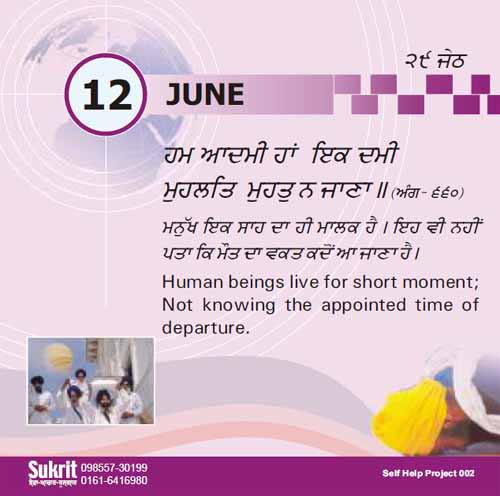 ੨੯ ਜੇਠ
12 JUNE
ਹਮ ਆਦਮੀ ਹਾਂ ਇਕ ਦਮੀ
ਮੁਹਲਤਿ ਮੁਹਤੁ ਨ ਜਾਣਾ ॥ (ਅੰਗ - ੬੬੦)
ਮਨੁੱਖ ਇਕ ਸਾਹ ਦਾ ਹੀ ਮਾਲਕ ਹੈ । ਇਹ ਵੀ ਨਹੀਂ
ਪਤਾ ਕਿ ਮੌਤ ਦਾ ਵਕਤ ਕਦੋਂ ਆ ਜਾਣਾ ਹੈ ।
Human beings live for short moment;
Not knowing the appointed time of
departure.
Sukrit 098557-30199
0161-6416980
Self Help Project 002